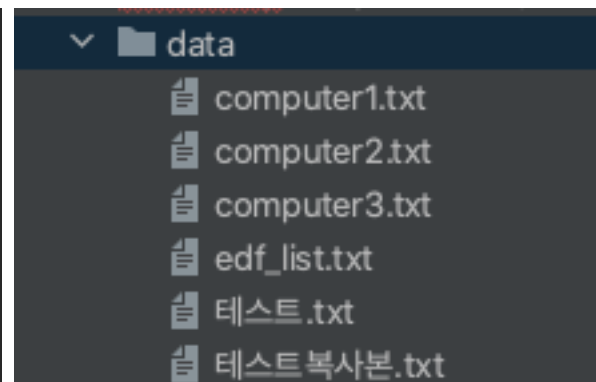 data
computer1.txt
computer2.txt
computer3.txt
edf_list.txt
테스트.txt
테스트복사본.txt